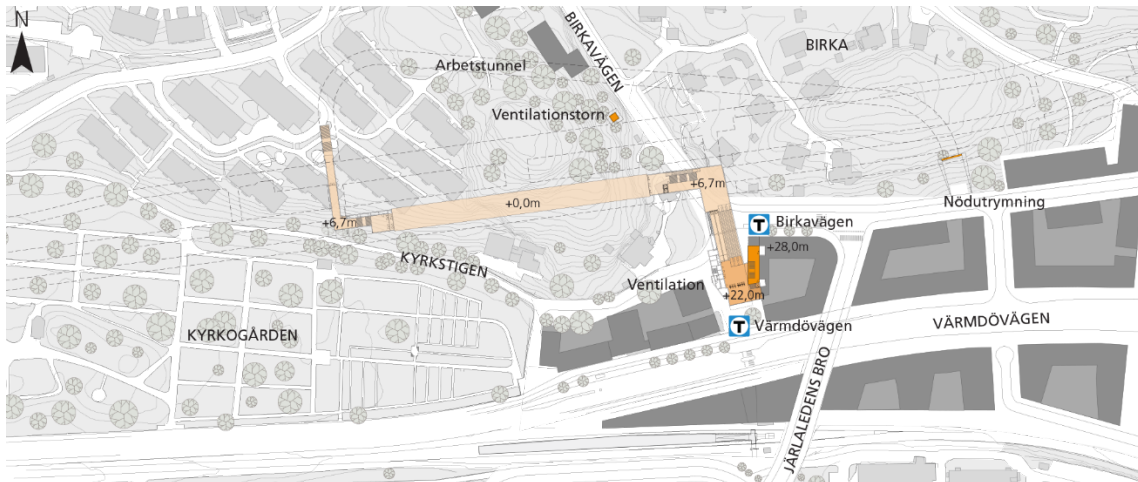 N
BIRKAVÄGEN
BIRKA
Arbetstunnel
Ventilationstorn
+6,7m
+0,0m
+6,7m
Nödutrymning
T Birkavägen
+28,0m
KYRKSTIGEN
Ventilation
+22,0m
T Värmdövägen
VÄRMDÖVÄGEN
KYRKOGÅRDEN
JÄRLALEDENS BRO